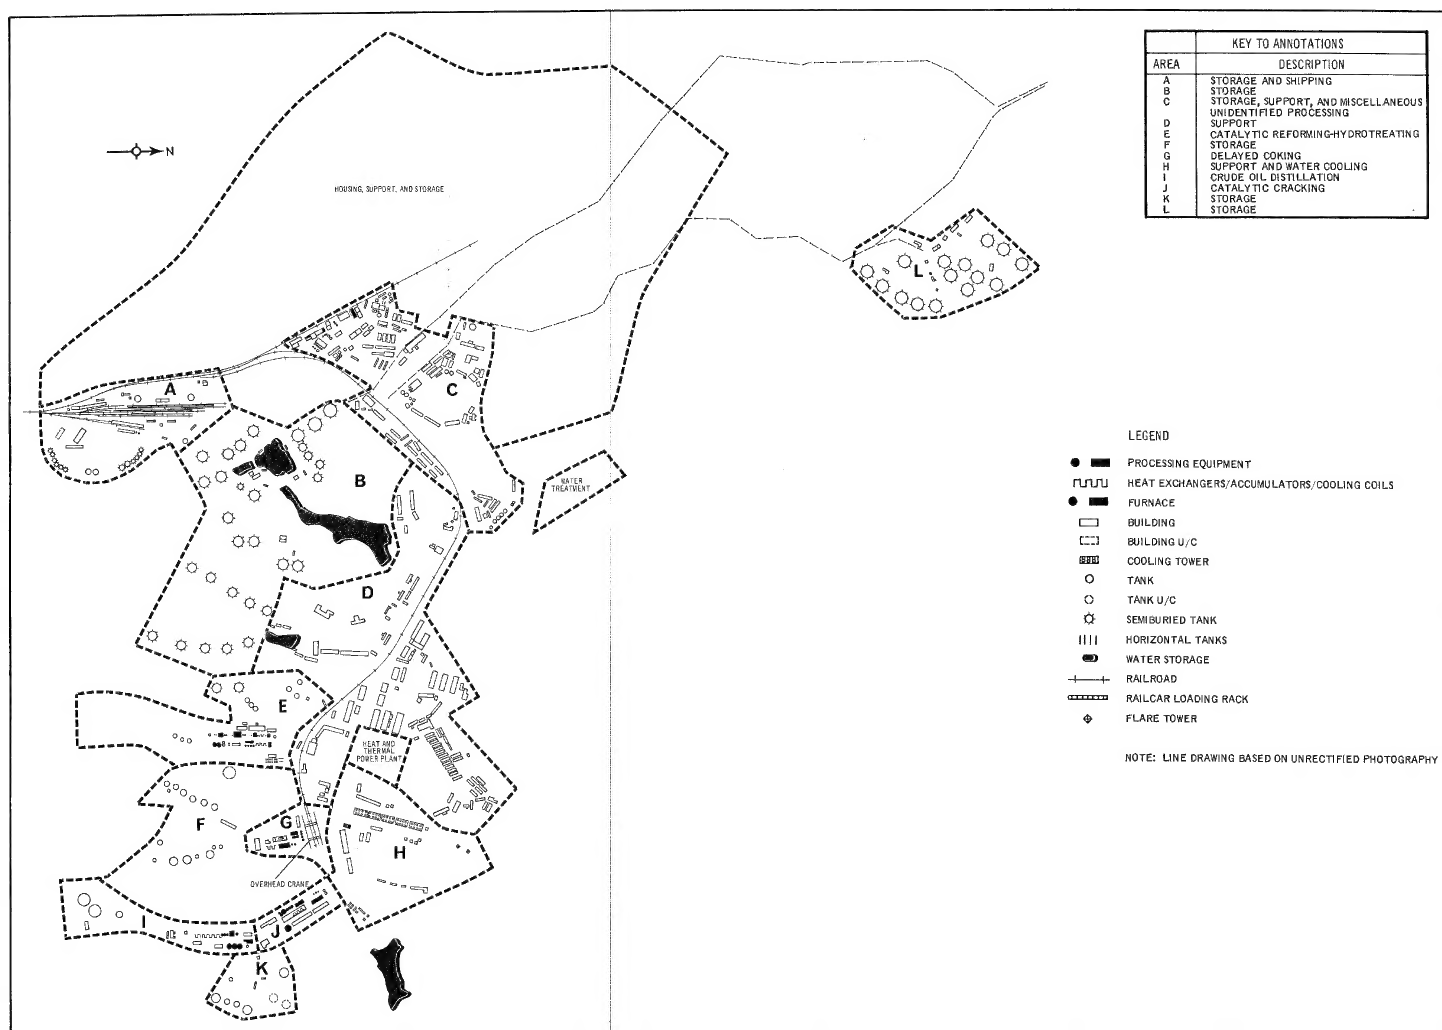 KEY TO ANNOTATIONS
AREA DESCRIPTION
A STORAGE AND SHIPPING
B STORAGE
C STORAGE, SUPPORT, AND MISCELLANEOUS
UNIDENTIFIED PROCESSING
D SUPPORT
E CATALYTIC REFORMING-HYDROTREATING
F STORAGE
G DELAYED COKING
H SUPPORT AND WATER COOLING
I CRUDE OIL DISTILLATION
J CATALYTIC CRACKING
K STORAGE
L STORAGE
N
HOUSING, SUPPORT, AND STORAGE
L
A
C
B
WATER
TREATMENT
D
E
HEAT AND
THERMAL
POWER PLANT
F
G
H
OVERHEAD CRANE
I
J
K
LEGEND
PROCESSING EQUIPMENT
HEAT EXCHANGERS/ACCUMULATORS/COOLING COILS
FURNACE
BUILDING
BUILDING U/C
COOLING TOWER
TANK
TANK U/C
SEMIBURIED TANK
HORIZONTAL TANKS
WATER STORAGE
RAILROAD
RAILCAR LOADING RACK
FLARE TOWER
NOTE: LINE DRAWING BASED ON UNRECTIFIED PHOTOGRAPHY